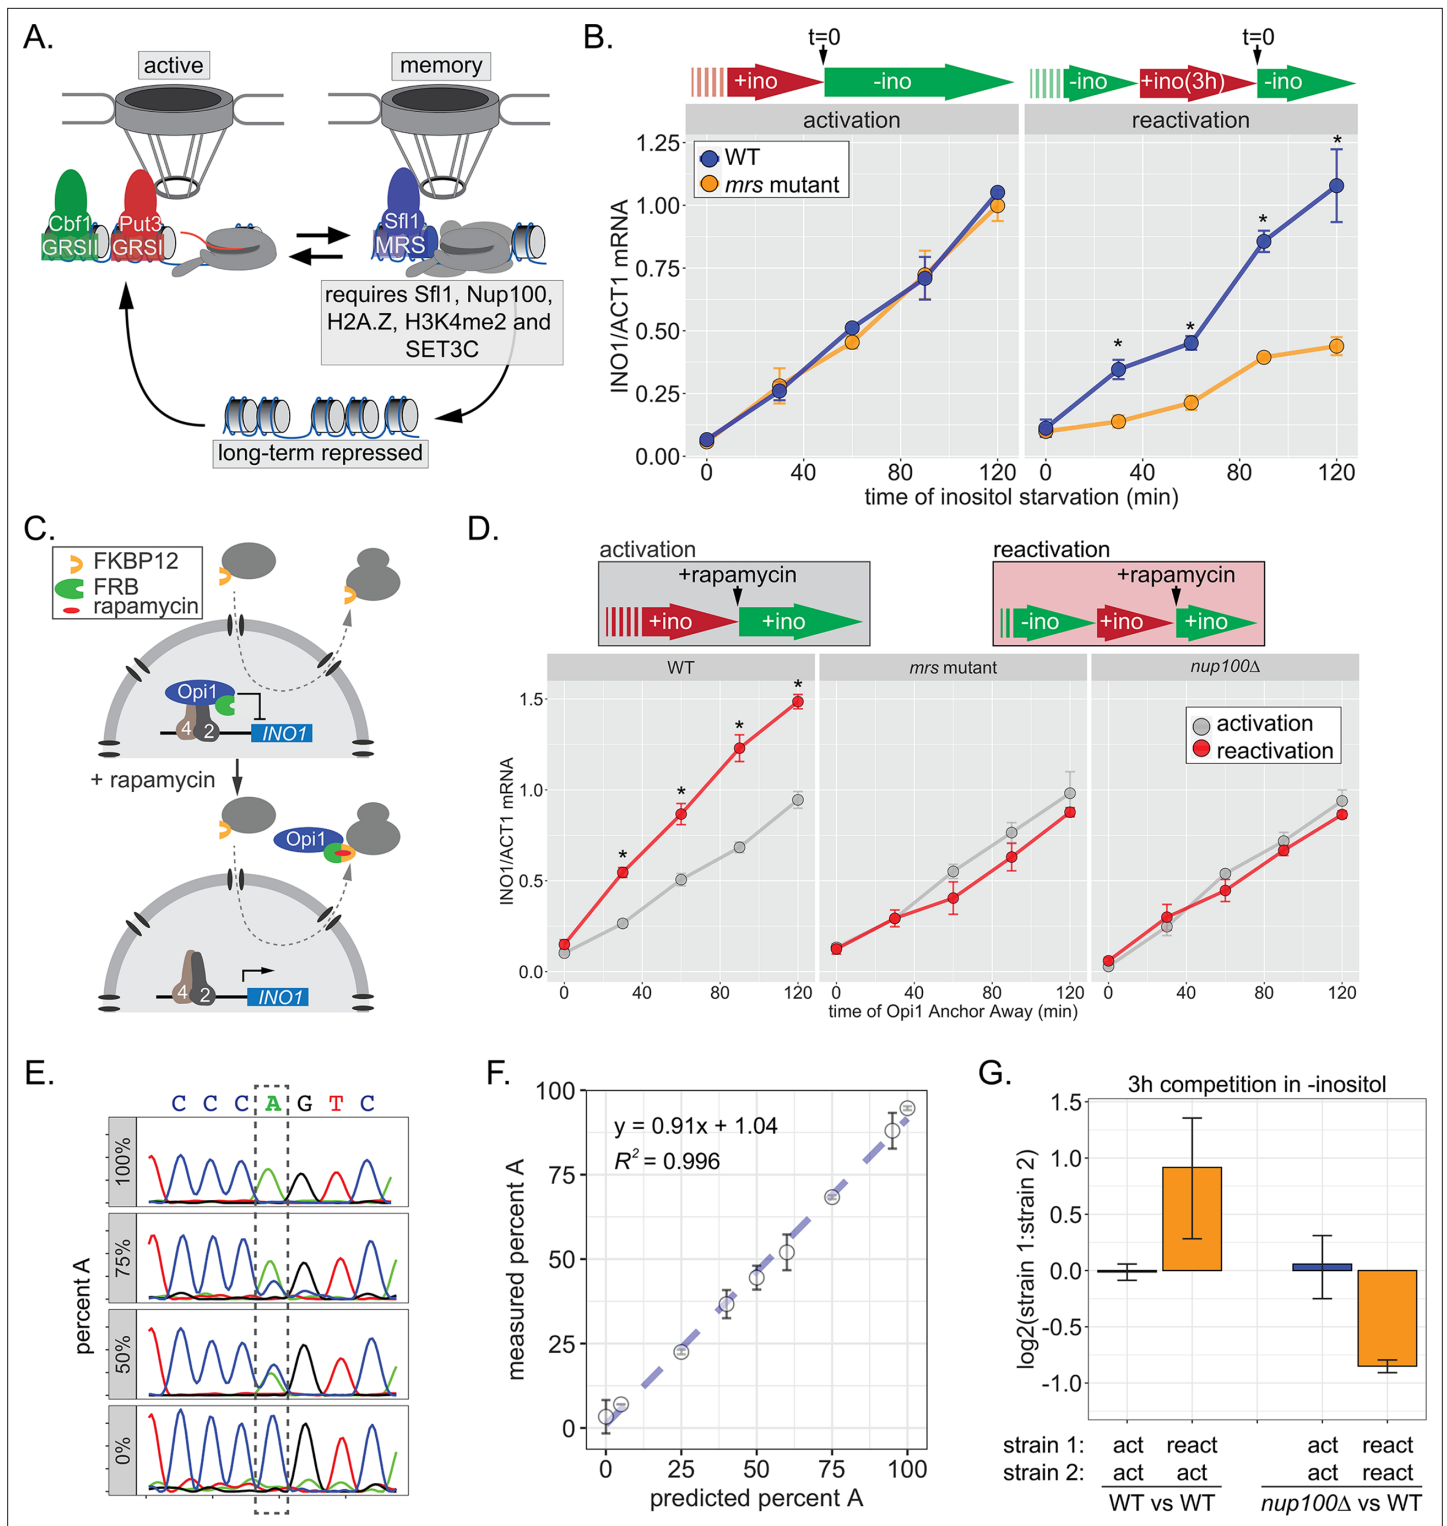 A.
active
memory
Cbf1
GRSII
Put3
GRSI
Sfl1
MRS
requires Sfl1, Nup100,
H2A.Z, H3K4me2 and
SET3C
long-term repressed
B.
t=0
t=0
+ino
-ino
-ino
+ino(3h)
-ino
activation
reactivation
WT
mrs mutant
INO1/ACT1 mRNA
1.25
1.00
0.75
0.50
0.25
0.00
* * * *
0 40 80 120
0 40 80 120
time of inositol starvation (min)
C.
FKBP12
FRB
rapamycin
Opi1
4 2
INO1
+ rapamycin
Opi1
4 2
INO1
D.
activation
+rapamycin
+ino
+ino
reactivation
+rapamycin
-ino
+ino
+ino
WT
mrs mutant
nup100Δ
activation
reactivation
INO1/ACT1 mRNA
1.5
1.0
0.5
0.0
* * * *
0 40 80 120
0 40 80 120
0 40 80 120
time of Opi1 Anchor Away (min)
E.
C C C A G T C
percent A
100%
75%
50%
0%
F.
measured percent A
100
75
50
25
0
y = 0.91x + 1.04
R2 = 0.996
0 25 50 75 100
predicted percent A
G.
3h competition in -inositol
log2(strain 1:strain 2)
1.5
1.0
0.5
0.0
-0.5
-1.0
strain 1: act react act react
strain 2: act act act react
WT vs WT
nup100Δ vs WT